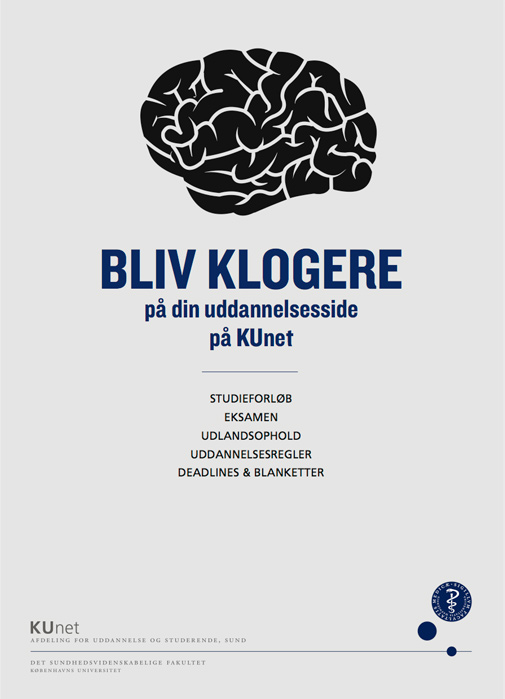 BLIV KLOGERE
på din uddannelsesside
på KUnet
STUDIEFORLØB
EKSAMEN
UDLANDSOPHOLD
UDDANNELSESREGLER
DEADLINES & BLANKETTER
KUnet
AFDELING FOR UDDANNELSE OG STUDERENDE, SUND
DET SUNDHEDSVIDENSKABELIGE FAKULTET
KØBENHAVNS UNIVERSITET